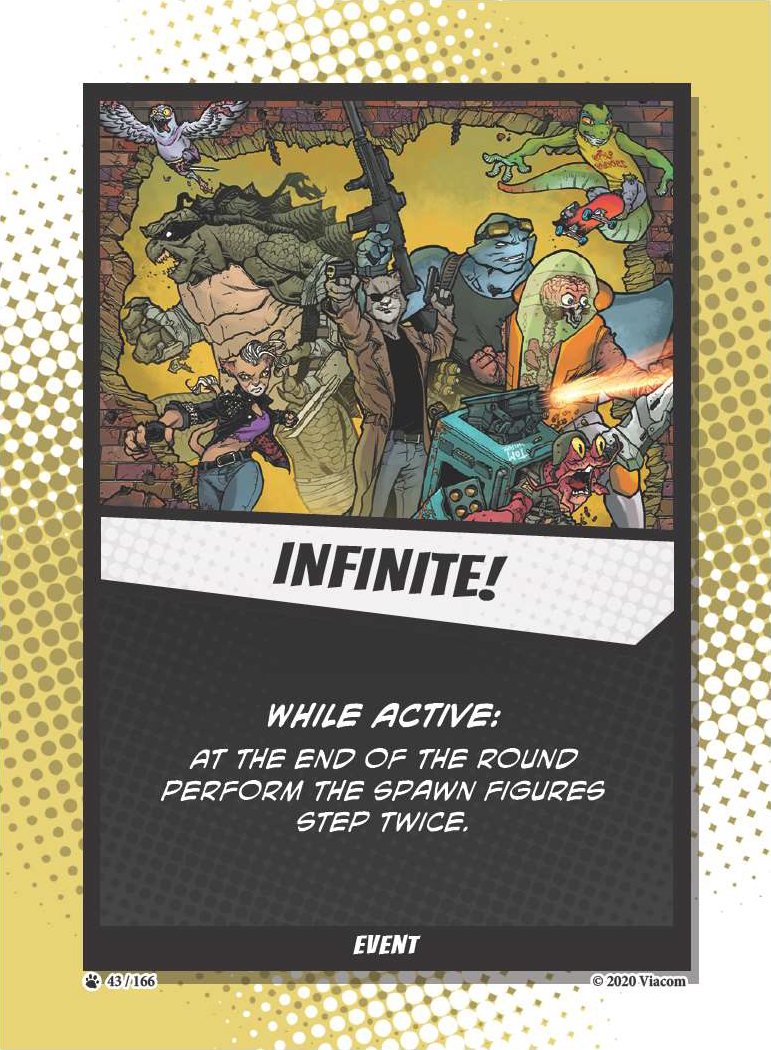 INFINITE!
WHILE ACTIVE:
AT THE END OF THE ROUND
PERFORM THE SPAWN FIGURES
STEP TWICE.
EVENT
43 / 166
© 2020 Viacom